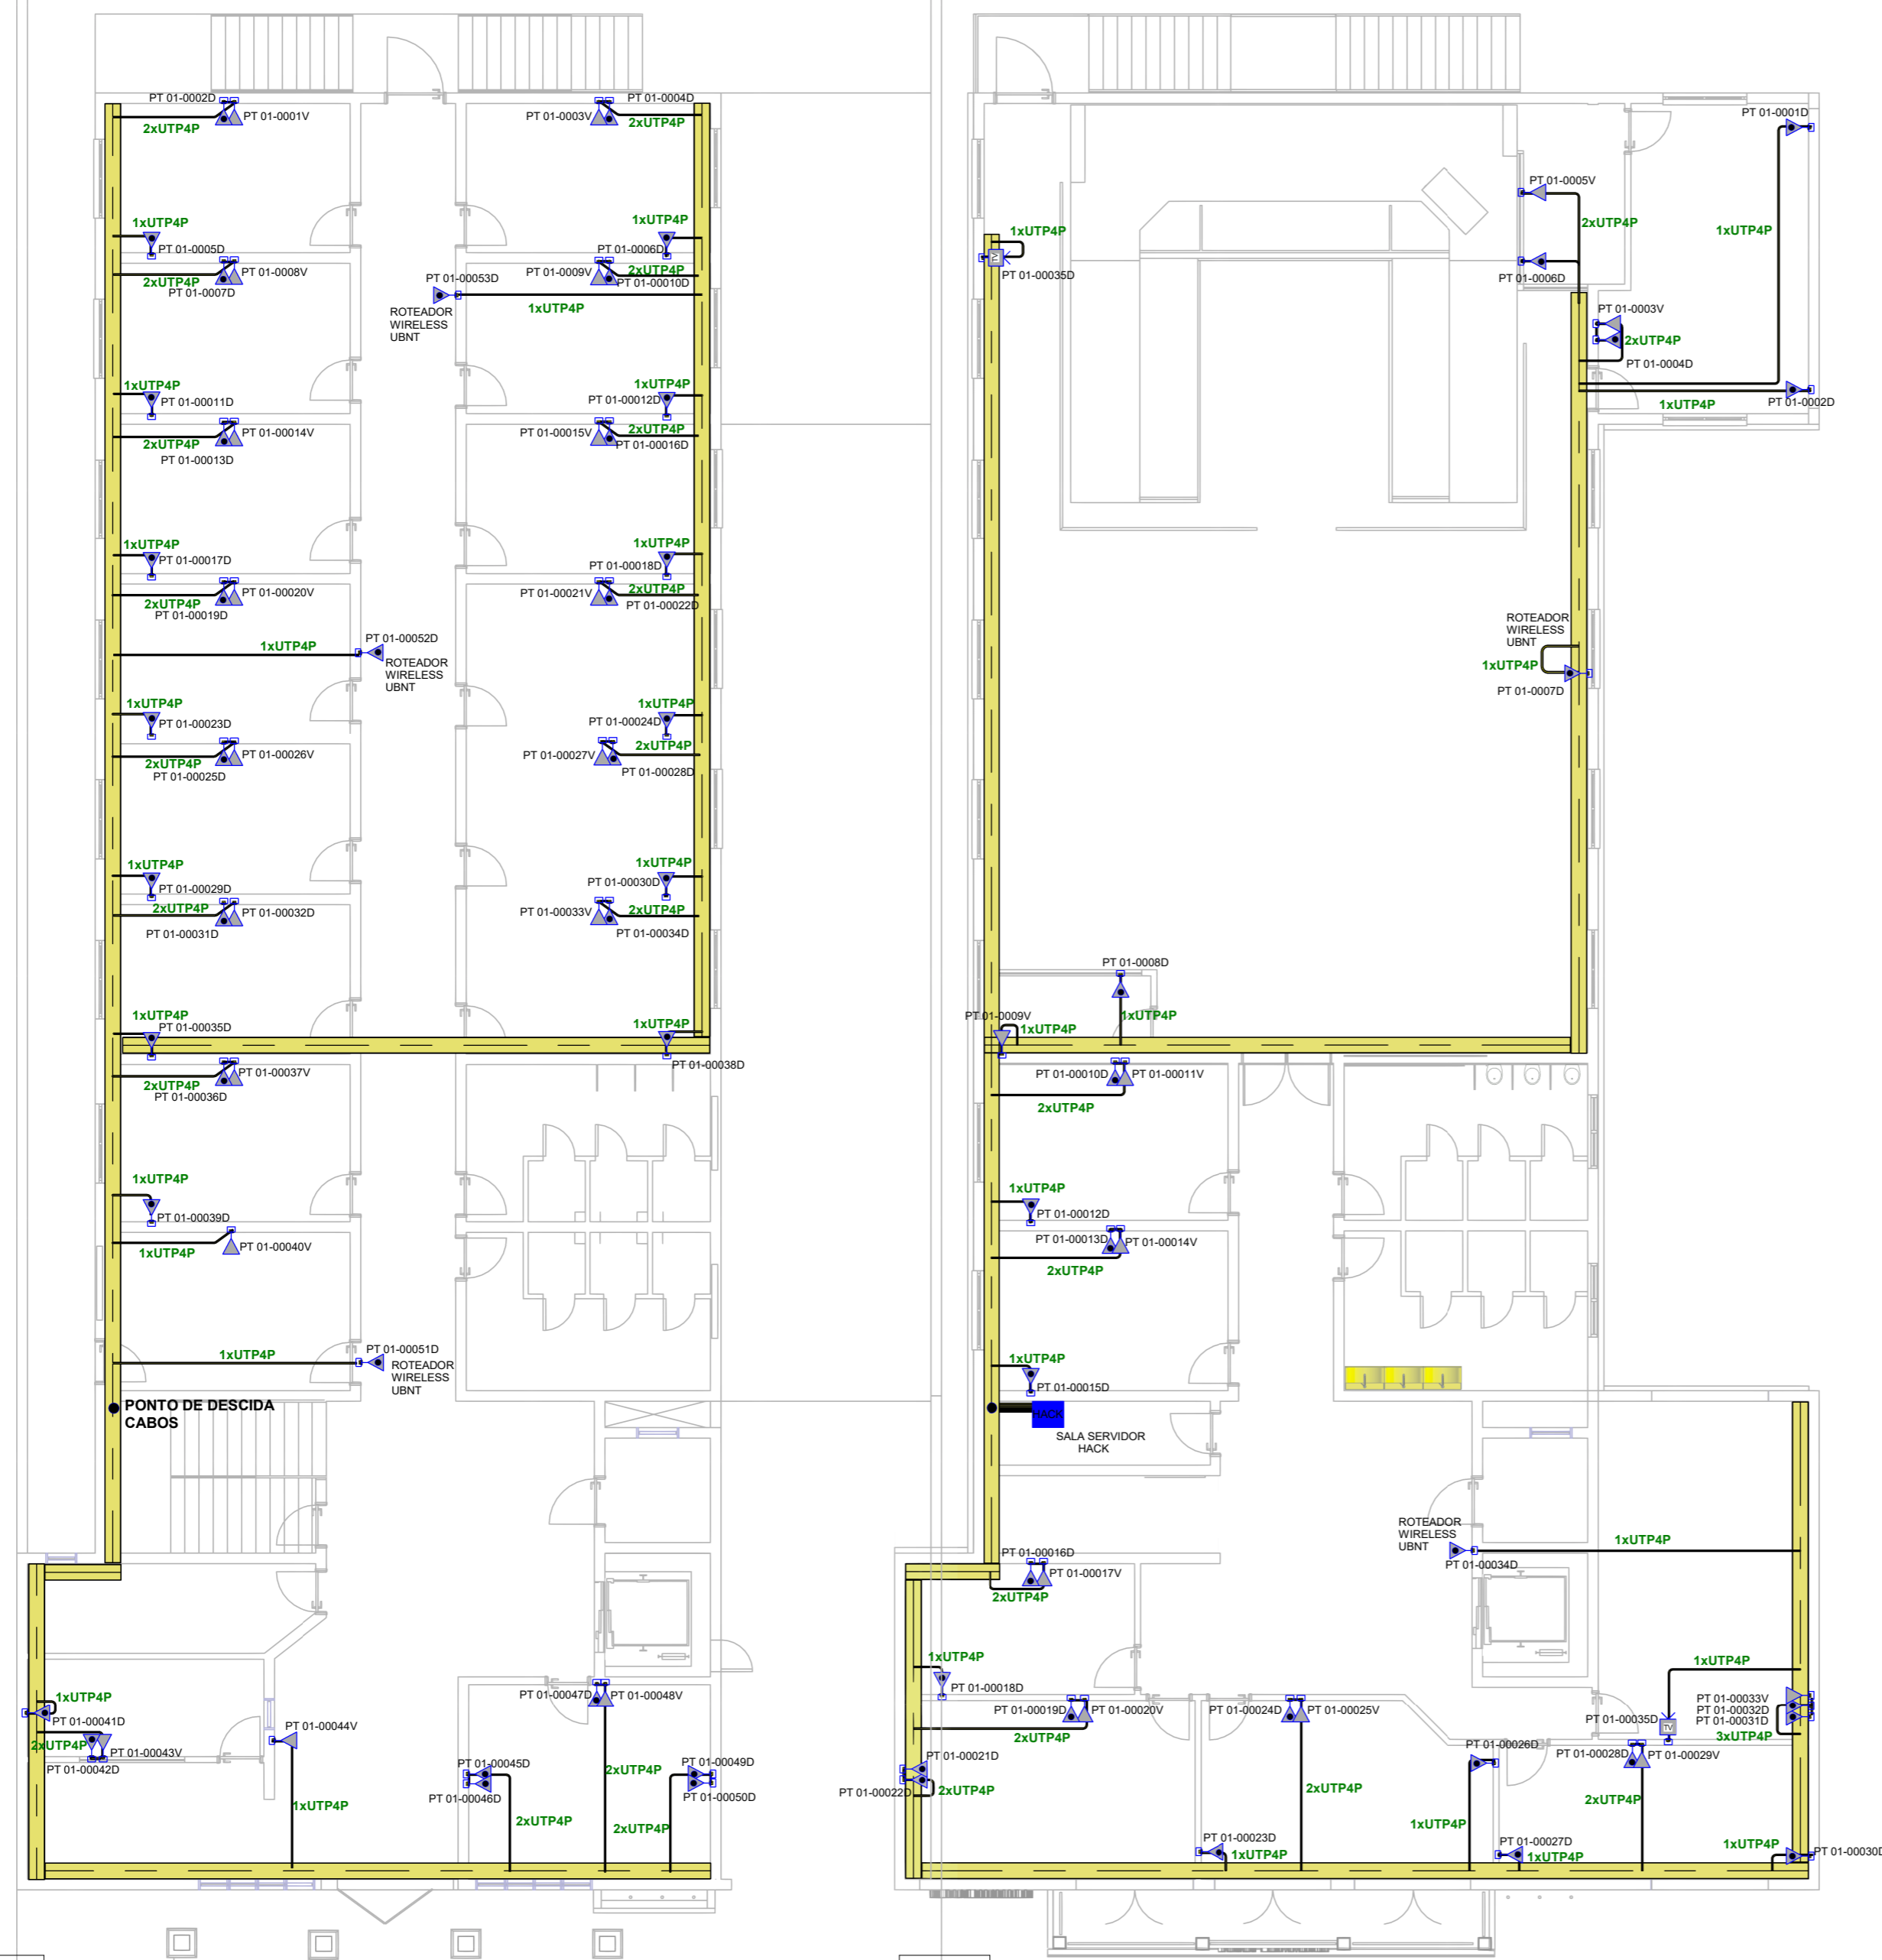 PT 01-0002D
PT 01-0001V
2xUTP4P
PT 01-0004D
PT 01-0003V
2xUTP4P
1xUTP4P
PT 01-0005D
1xUTP4P
PT 01-0006D
PT 01-0008V
2xUTP4P
PT 01-0007D
PT 01-0009V
2xUTP4P
PT 01-00010D
PT 01-00053D
1xUTP4P
ROTEADOR
WIRELESS
UBNT
1xUTP4P
PT 01-00011D
1xUTP4P
PT 01-00012D
PT 01-00014V
2xUTP4P
PT 01-00013D
PT 01-00015V
2xUTP4P
PT 01-00016D
1xUTP4P
PT 01-00017D
1xUTP4P
PT 01-00018D
PT 01-00020V
2xUTP4P
PT 01-00019D
PT 01-00021V
2xUTP4P
PT 01-00022D
1xUTP4P
PT 01-00052D
ROTEADOR
WIRELESS
UBNT
1xUTP4P
PT 01-00023D
1xUTP4P
PT 01-00024D
PT 01-00026V
2xUTP4P
PT 01-00025D
PT 01-00027V
2xUTP4P
PT 01-00028D
1xUTP4P
PT 01-00029D
1xUTP4P
PT 01-00030D
2xUTP4P
PT 01-00032D
PT 01-00031D
PT 01-00033V
2xUTP4P
PT 01-00034D
1xUTP4P
PT 01-00035D
1xUTP4P
PT 01-00038D
PT 01-00037V
2xUTP4P
PT 01-00036D
1xUTP4P
PT 01-00039D
1xUTP4P
PT 01-00040V
1xUTP4P
PT 01-00051D
ROTEADOR
WIRELESS
UBNT
PONTO DE DESCIDA
CABOS
1xUTP4P
PT 01-00041D
2xUTP4P
PT 01-00043V
PT 01-00042D
PT 01-00044V
1xUTP4P
PT 01-00045D
PT 01-00046D
2xUTP4P
PT 01-00047D
PT 01-00048V
2xUTP4P
PT 01-00049D
PT 01-00050D
2xUTP4P
PT 01-0001D
1xUTP4P
PT 01-0005V
2xUTP4P
PT 01-0006D
1xUTP4P
TV
PT 01-00035D
PT 01-0003V
2xUTP4P
PT 01-0004D
PT 01-0002D
1xUTP4P
ROTEADOR
WIRELESS
UBNT
1xUTP4P
PT 01-0007D
PT 01-0008D
1xUTP4P
PT 01-0009V
1xUTP4P
PT 01-00010D
PT 01-00011V
2xUTP4P
1xUTP4P
PT 01-00012D
PT 01-00013D
PT 01-00014V
2xUTP4P
1xUTP4P
PT 01-00015D
HACK
SALA SERVIDOR
HACK
ROTEADOR
WIRELESS
UBNT
PT 01-00034D
1xUTP4P
PT 01-00016D
PT 01-00017V
2xUTP4P
1xUTP4P
PT 01-00018D
PT 01-00019D
PT 01-00020V
2xUTP4P
PT 01-00021D
PT 01-00022D
2xUTP4P
PT 01-00023D
1xUTP4P
PT 01-00024D
PT 01-00025V
2xUTP4P
PT 01-00026D
1xUTP4P
PT 01-00027D
1xUTP4P
PT 01-00028D
PT 01-00029V
2xUTP4P
1xUTP4P
PT 01-00035D
TV
PT 01-00033V
PT 01-00032D
PT 01-00031D
3xUTP4P
1xUTP4P
PT 01-00030D